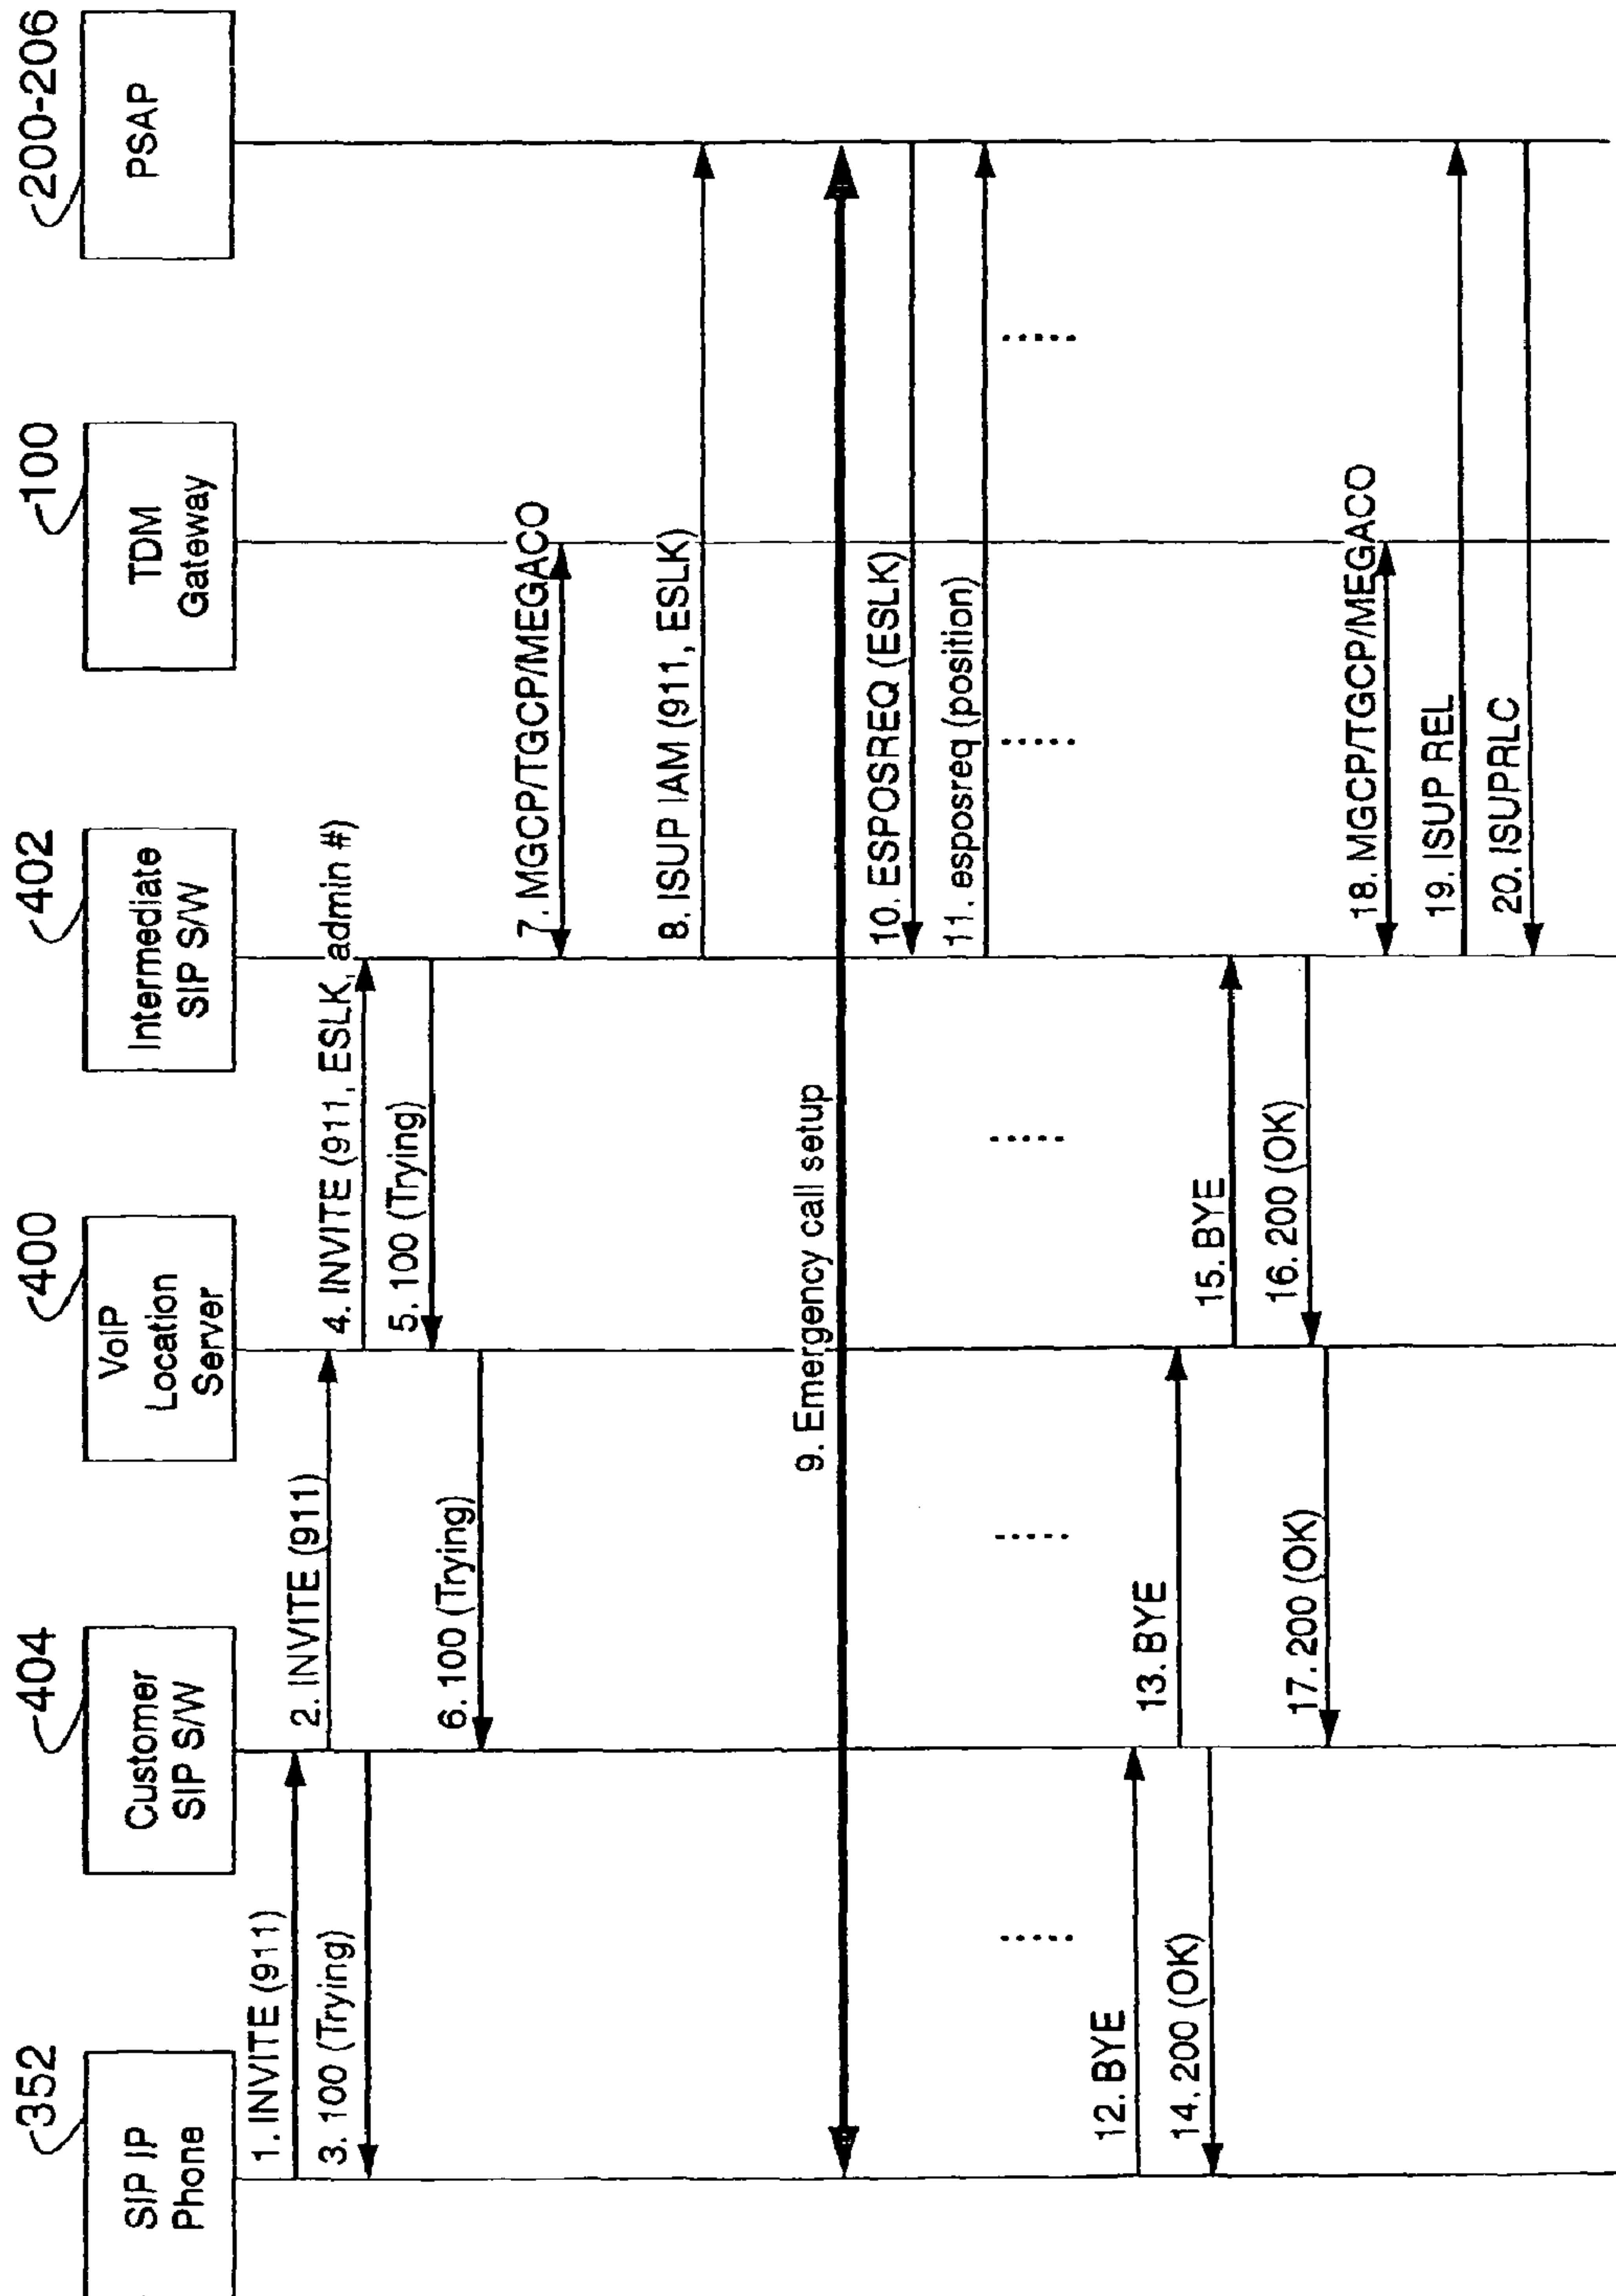 352
SIP IP
Phone
404
Customer
SIP S/W
400
VoIP
Location
Server
402
Intermediate
SIP S/W
100
TDM
Gateway
200-206
PSAP
1. INVITE (911)
2. INVITE (911)
3. 100 (Trying)
4. INVITE (911, ESLK, admin #)
5. 100 (Trying)
6. 100 (Trying)
7. MGCP/TGCP/MEGACO
8. ISUP IAM (911, ESLK)
9. Emergency call setup
10. ESPOSREQ (ESLK)
11. esposreq (position)
12. BYE
13. BYE
14. 200 (OK)
15. BYE
16. 200 (OK)
17. 200 (OK)
18. MGCP/TGCP/MEGACO
19. ISUP REL
20. ISUPRLC